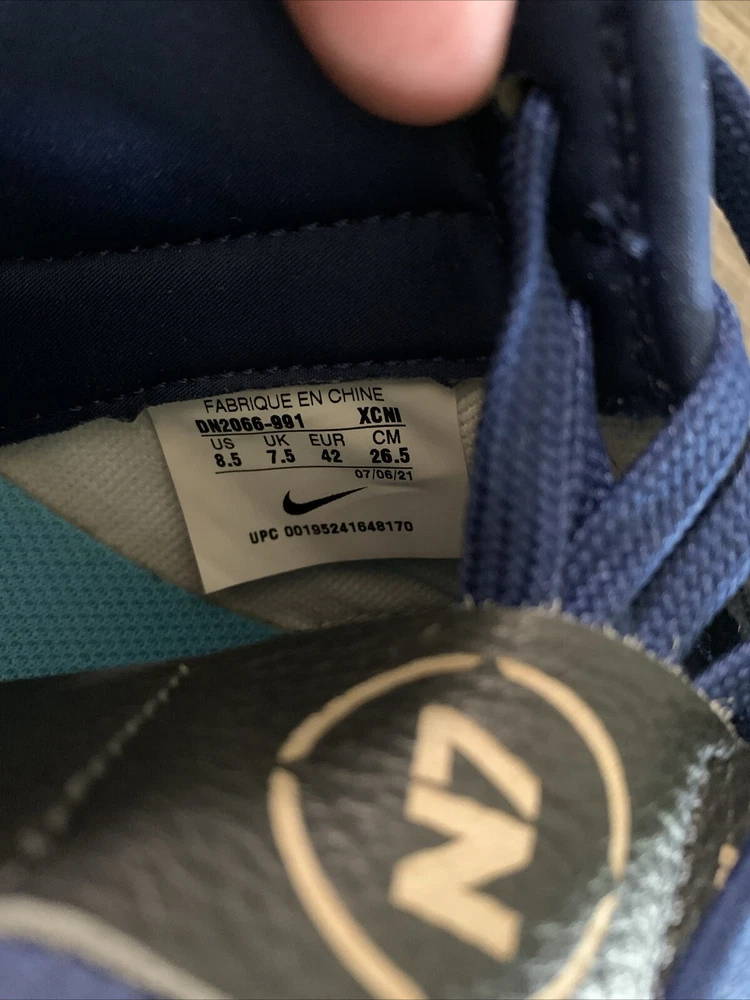 FABRIQUE EN CHINE
DN2066-991 XCNI
US UK EUR CM
8.5 7.5 42 26.5
07/06/21
UPC 00195241648170